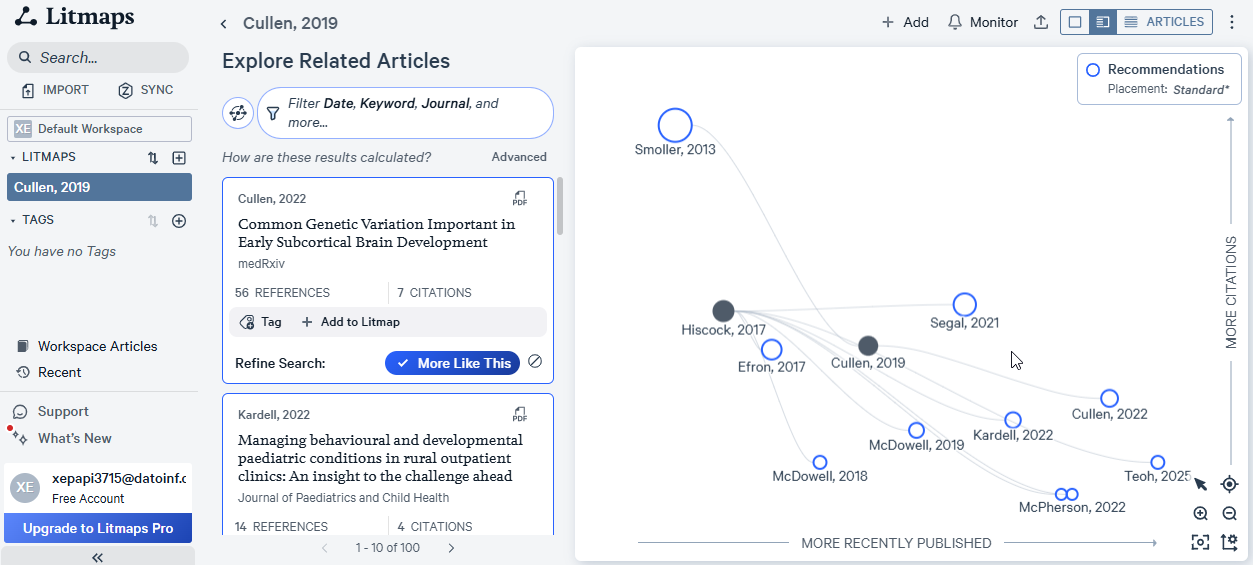 Litmaps
Search...
IMPORT
SYNC
XE Default Workspace
LITMAPS
Cullen, 2019
TAGS
You have no Tags
Workspace Articles
Recent
Support
What's New
XE
xepapi3715@datoinf.c
Free Account
Upgrade to Litmaps Pro
Cullen, 2019
Explore Related Articles
Filter Date, Keyword, Journal, and
more...
How are these results calculated?
Advanced
Cullen, 2022
PDF
Common Genetic Variation Important in
Early Subcortical Brain Development
medRxiv
56 REFERENCES
7 CITATIONS
Tag
Add to Litmap
Refine Search:
More Like This
Kardell, 2022
PDF
Managing behavioural and developmental
paediatric conditions in rural outpatient
clinics: An insight to the challenge ahead
Journal of Paediatrics and Child Health
14 REFERENCES
4 CITATIONS
1 - 10 of 100
Add
Monitor
ARTICLES
Recommendations
Placement: Standard*
Smoller, 2013
Hiscock, 2017
Segal, 2021
Efron, 2017
Cullen, 2019
Cullen, 2022
Kardell, 2022
McDowell, 2019
McDowell, 2018
Teoh, 2025
McPherson, 2022
MORE CITATIONS
MORE RECENTLY PUBLISHED